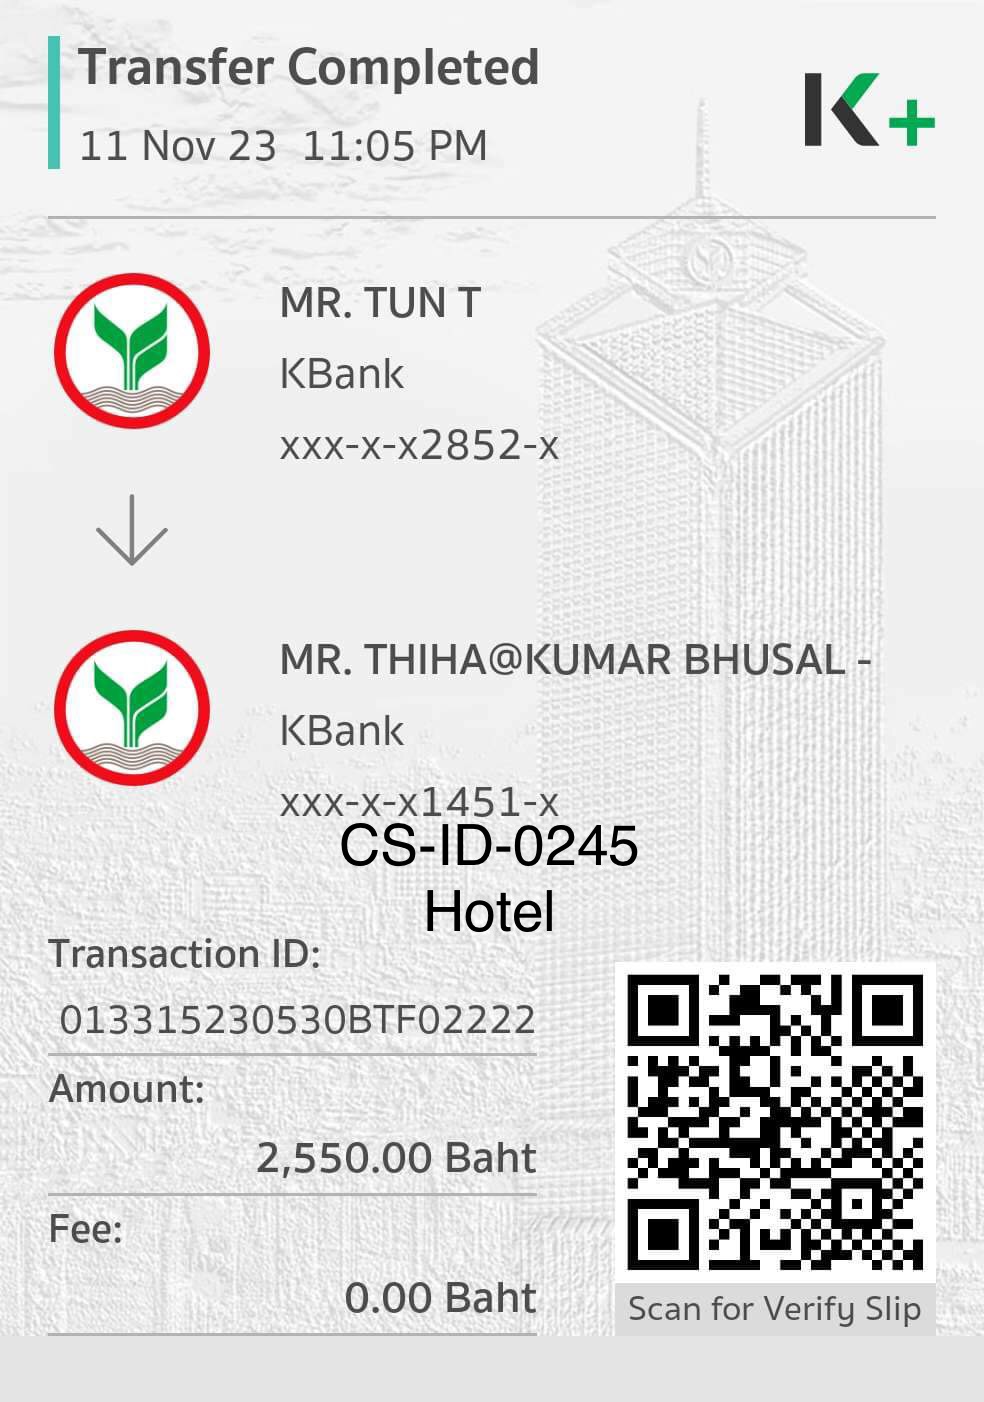 Transfer Completed
11 Nov 23 11:05 PM
K+
MR. TUN T
KBank
xxx-x-x2852-x
MR. THIHA@KUMAR BHUSAL -
KBank
xxx-x-x1451-x
CS-ID-0245
Hotel
Transaction ID:
013315230530BTF02222
Amount:
2,550.00 Baht
Fee:
0.00 Baht
Scan for Verify Slip